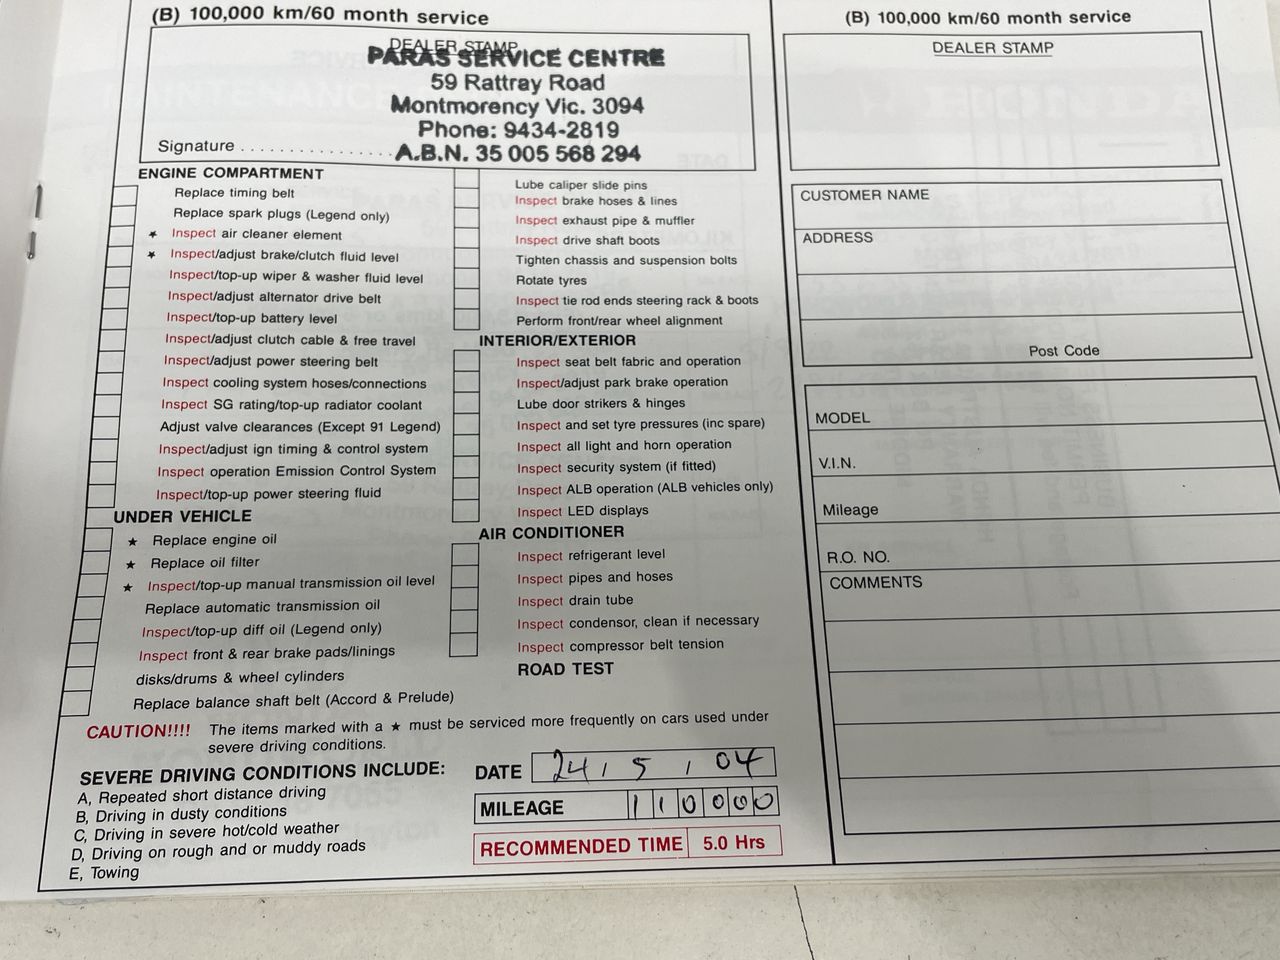 (B) 100,000 km/60 month service
DEALER STAMP
PARAS SERVICE CENTRE
59 Rattray Road
Montmorency Vic. 3094
Phone: 9434-2819
Signature . . . . . . . . . . . . . . A.B.N. 35 005 568 294
ENGINE COMPARTMENT
Replace timing belt
Replace spark plugs (Legend only)
★ Inspect air cleaner element
★ Inspect/adjust brake/clutch fluid level
Inspect/top-up wiper & washer fluid level
Inspect/adjust alternator drive belt
Inspect/top-up battery level
Inspect/adjust clutch cable & free travel
Inspect/adjust power steering belt
Inspect cooling system hoses/connections
Inspect SG rating/top-up radiator coolant
Adjust valve clearances (Except 91 Legend)
Inspect/adjust ign timing & control system
Inspect operation Emission Control System
Inspect/top-up power steering fluid
UNDER VEHICLE
★ Replace engine oil
★ Replace oil filter
★ Inspect/top-up manual transmission oil level
Replace automatic transmission oil
Inspect/top-up diff oil (Legend only)
Inspect front & rear brake pads/linings
disks/drums & wheel cylinders
Replace balance shaft belt (Accord & Prelude)
Lube caliper slide pins
Inspect brake hoses & lines
Inspect exhaust pipe & muffler
Inspect drive shaft boots
Tighten chassis and suspension bolts
Rotate tyres
Inspect tie rod ends steering rack & boots
Perform front/rear wheel alignment
INTERIOR/EXTERIOR
Inspect seat belt fabric and operation
Inspect/adjust park brake operation
Lube door strikers & hinges
Inspect and set tyre pressures (inc spare)
Inspect all light and horn operation
Inspect security system (if fitted)
Inspect ALB operation (ALB vehicles only)
Inspect LED displays
AIR CONDITIONER
Inspect refrigerant level
Inspect pipes and hoses
Inspect drain tube
Inspect condensor, clean if necessary
Inspect compressor belt tension
ROAD TEST
CAUTION!!!! The items marked with a ★ must be serviced more frequently on cars used under
severe driving conditions.
SEVERE DRIVING CONDITIONS INCLUDE:
A, Repeated short distance driving
B, Driving in dusty conditions
C, Driving in severe hot/cold weather
D, Driving on rough and or muddy roads
E, Towing
DATE 24 / 5 / 04
MILEAGE 110000
RECOMMENDED TIME 5.0 Hrs
(B) 100,000 km/60 month service
DEALER STAMP
CUSTOMER NAME
ADDRESS
Post Code
MODEL
V.I.N.
Mileage
R.O. NO.
COMMENTS